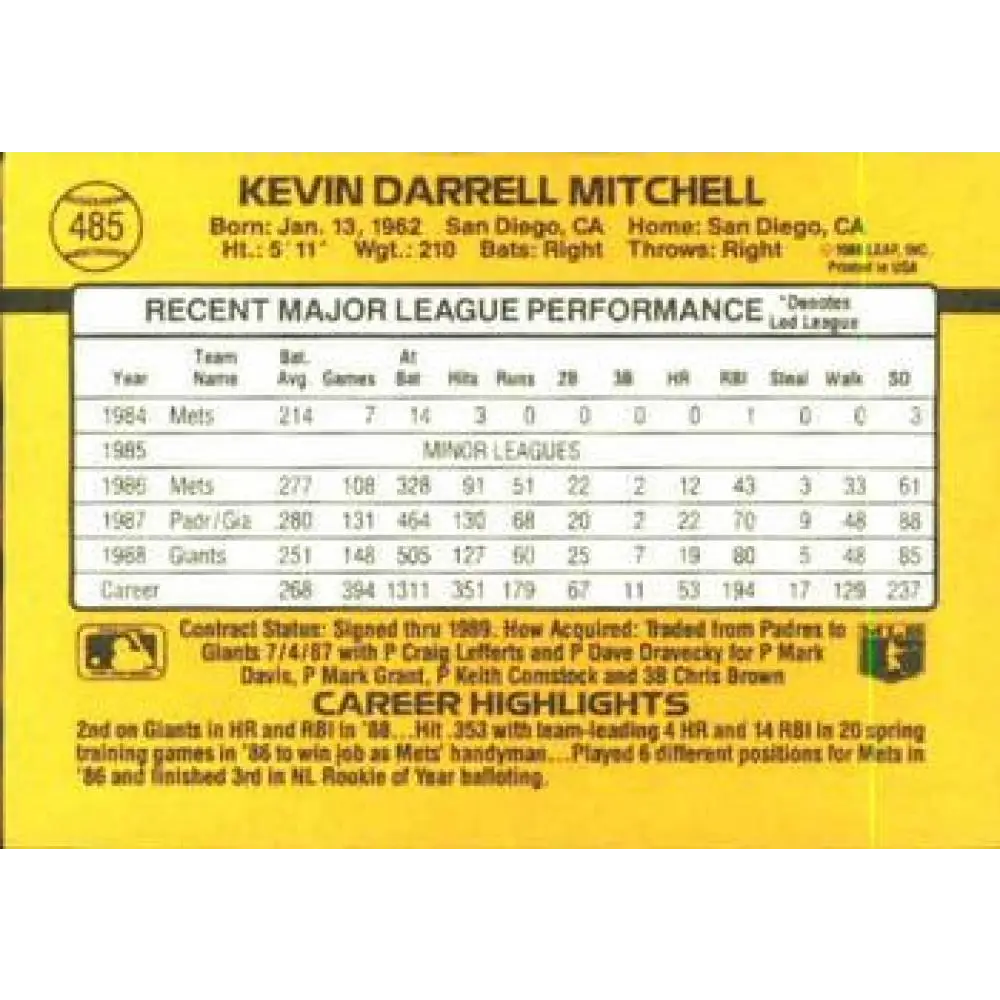 485
KEVIN DARRELL MITCHELL
Born: Jan. 13, 1962 San Diego, CA Home: San Diego, CA
Ht.: 5' 11" Wgt.: 210 Bats: Right Throws: Right
LEAF, INC.
Printed in USA
RECENT MAJOR LEAGUE PERFORMANCE *Denotes Led League
Year Team Name Bat. Avg. Games At Bat Hits Runs 2B 3B HR RBI Steal Walk SO
1984 Mets 214 7 14 3 0 0 0 0 1 0 0 3
1985 MINOR LEAGUES
1986 Mets 277 108 328 91 51 22 2 12 43 3 33 61
1987 Padr/Gia 280 131 464 130 68 20 2 22 70 9 48 88
1988 Giants 251 148 505 127 60 25 7 19 80 5 48 85
Career 268 394 1311 351 179 67 11 53 194 17 129 237
Contract Status: Signed thru 1989. How Acquired: Traded from Padres to
Giants 7/4/87 with P Craig Lefferts and P Dave Dravecky for P Mark
Davis, P Mark Grant, P Keith Comstock and 3B Chris Brown
CAREER HIGHLIGHTS
2nd on Giants in HR and RBI in '88...Hit .353 with team-leading 4 HR and 14 RBI in 20 spring
training games in '86 to win job as Mets' handyman...Played 6 different positions for Mets in
'86 and finished 3rd in NL Rookie of Year balloting.